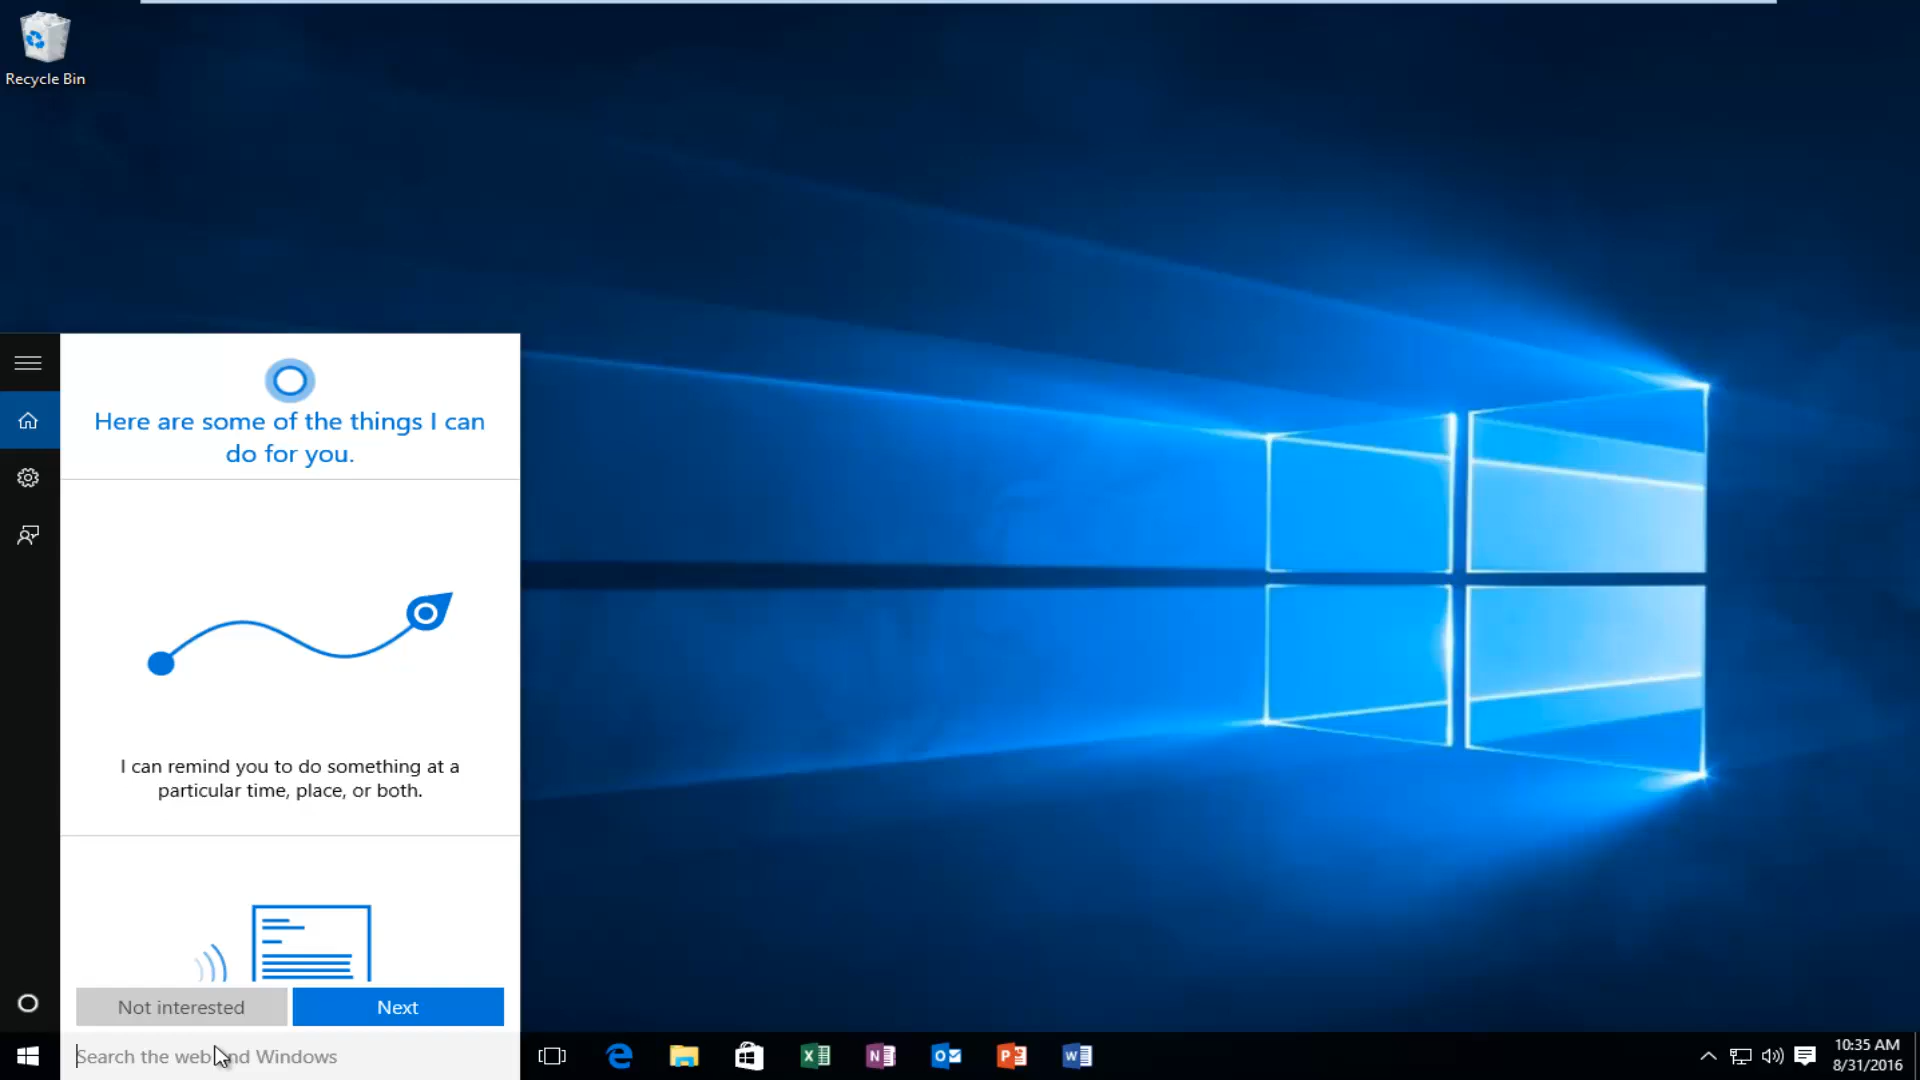 Recycle Bin
Here are some of the things I can
do for you.
I can remind you to do something at a
particular time, place, or both.
Not interested
Next
Search the web and Windows
10:35 AM
8/31/2016